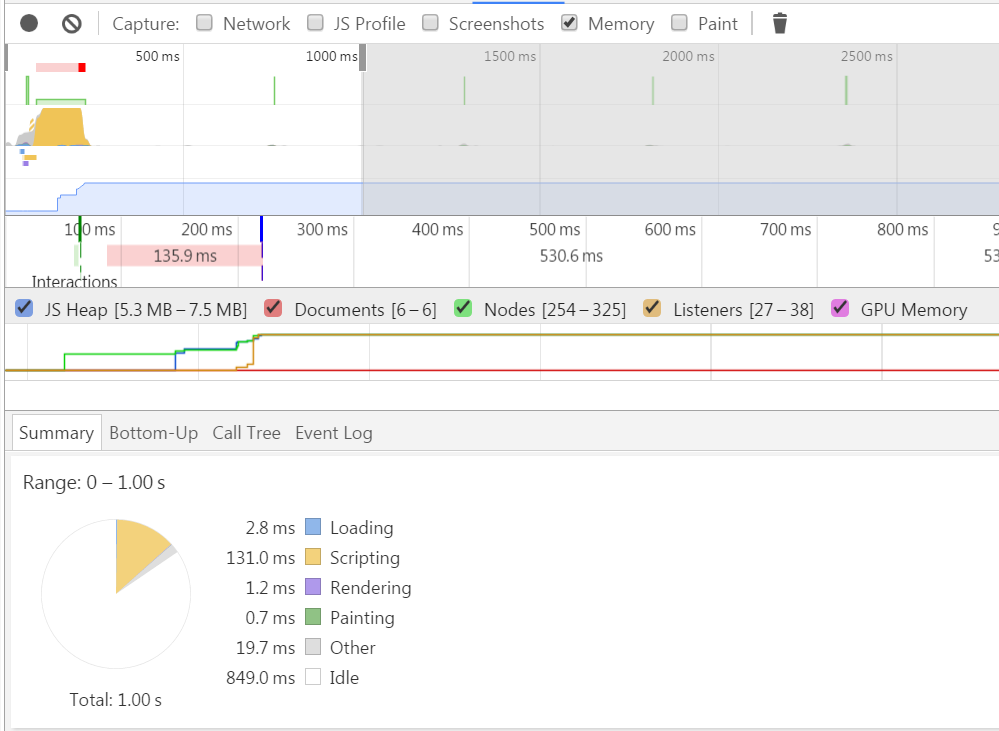 Capture: Network JS Profile Screenshots Memory Paint
500 ms 1000 ms 1500 ms 2000 ms 2500 ms
100 ms 200 ms 300 ms 400 ms 500 ms 600 ms 700 ms 800 ms 9
135.9 ms 530.6 ms 53
Interactions
JS Heap [5.3 MB – 7.5 MB] Documents [6 – 6] Nodes [254 – 325] Listeners [27 – 38] GPU Memory
Summary Bottom-Up Call Tree Event Log
Range: 0 – 1.00 s
2.8 ms Loading
131.0 ms Scripting
1.2 ms Rendering
0.7 ms Painting
19.7 ms Other
849.0 ms Idle
Total: 1.00 s